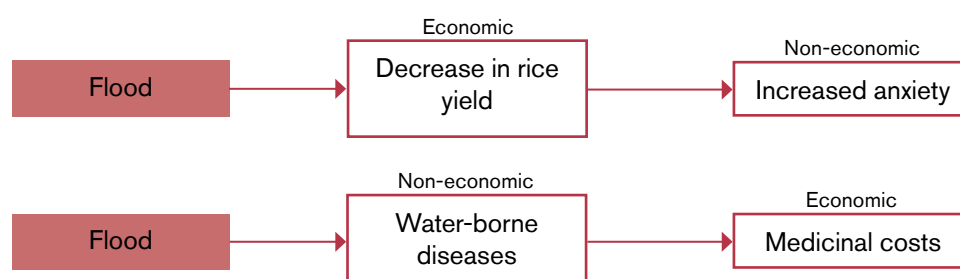 Economic
Flood
Decrease in rice
yield
Non-economic
Increased anxiety
Flood
Non-economic
Water-borne
diseases
Economic
Medicinal costs